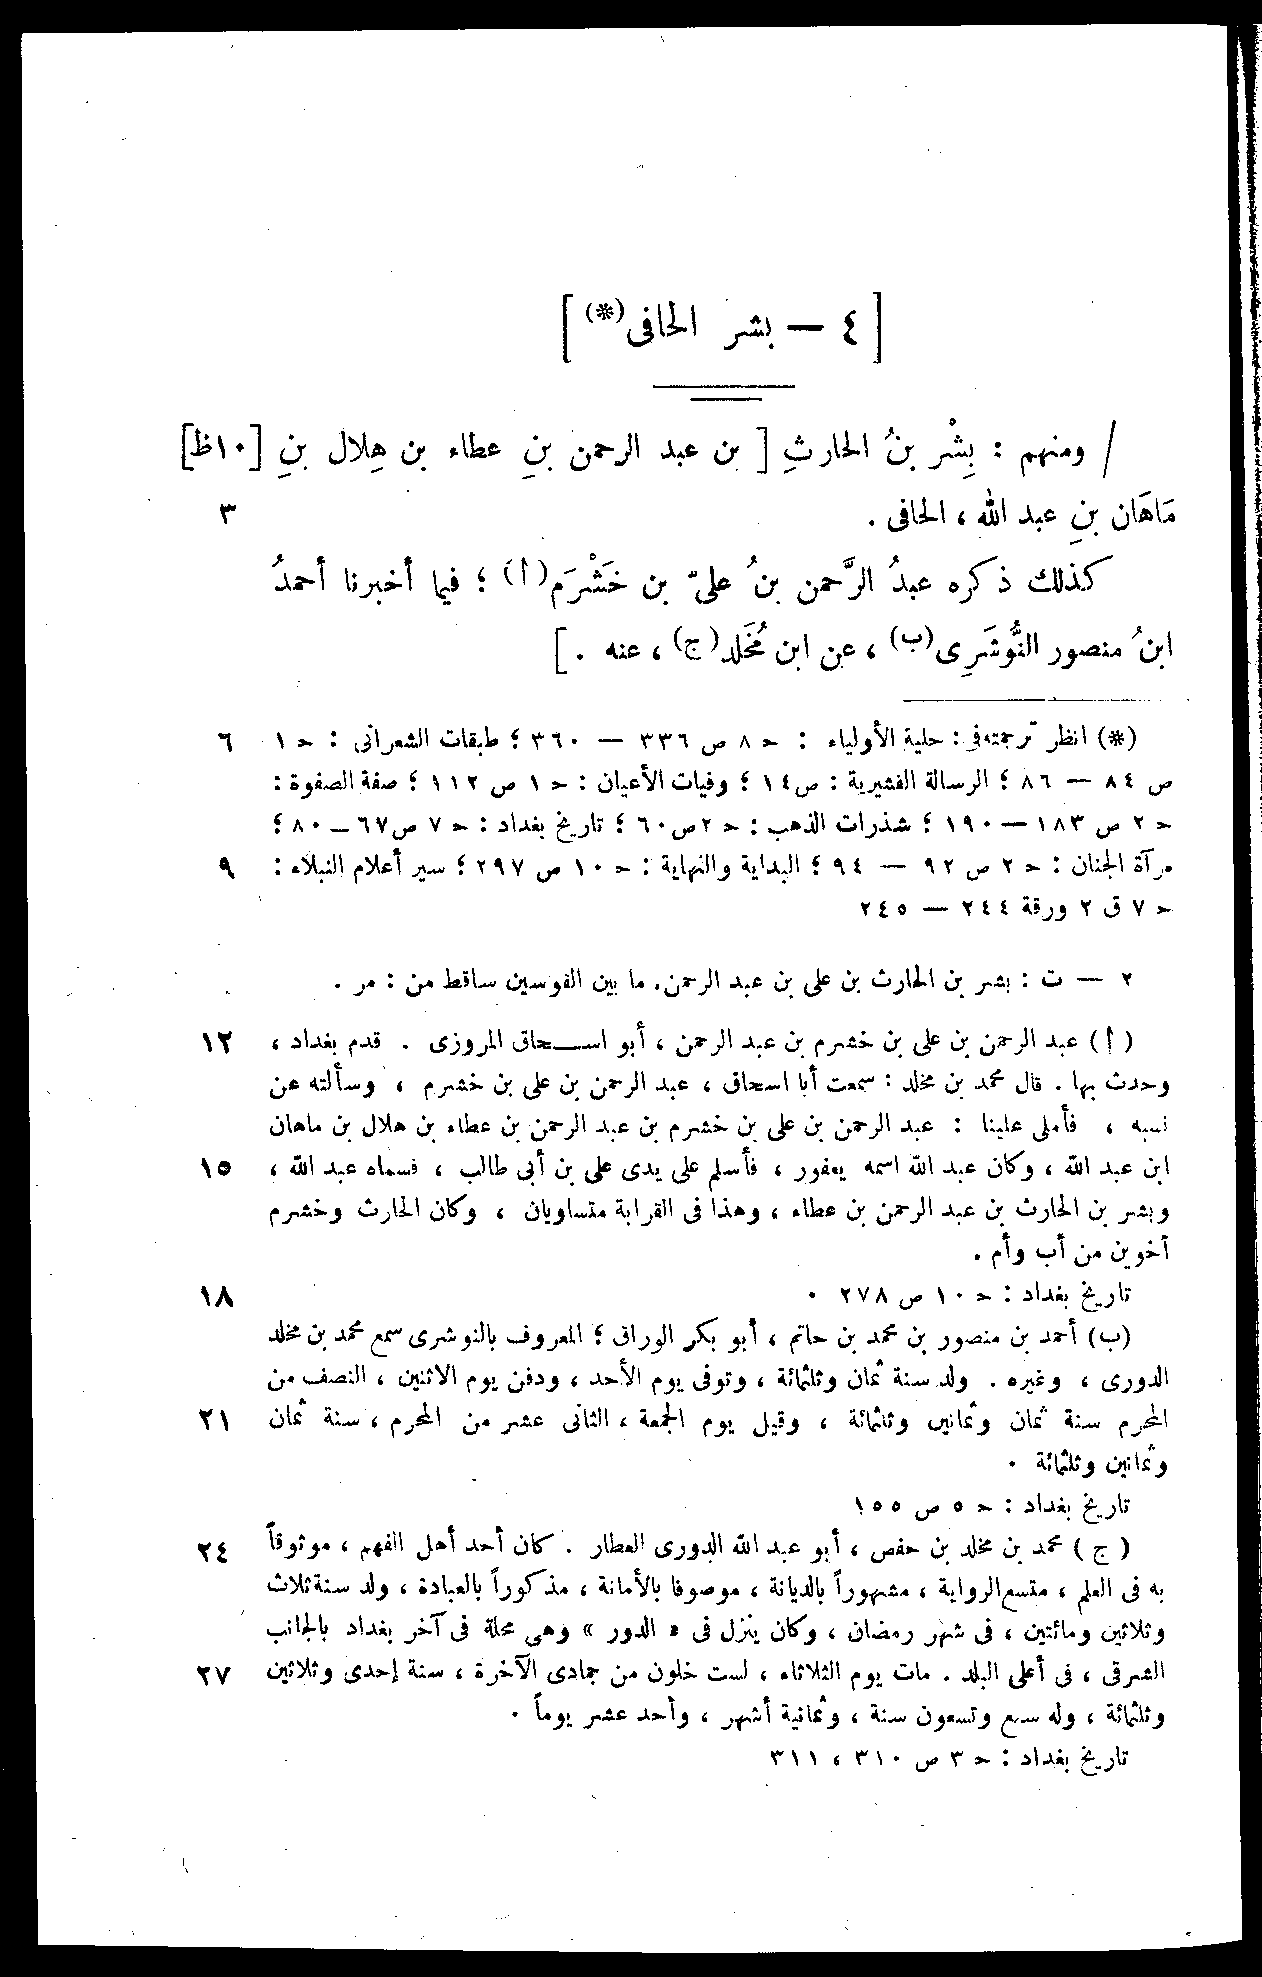 [ ٤ — بشر الحافى(*) ]
/ ومنهم : بِشْر بنُ الحارثِ [ بن عبد الرحمن بنِ عطاء بن هِلال بنِ [١٠ظ]
مَاهَان بنِ عبد الله ، الحافى . ٣
كذلك ذكره عبدُ الرَّحمن بنُ علىّ بن خَشْرَم(أ) ؛ فيما أخبرنا أحمدُ
ابنُ منصور النُّوشَرِى(ب) ، عن ابن مُخَلد(ج) ، عنه . ]
(*) انظر ترجمته فى : حلية الأولياء : ح ٨ ص ٣٣٦ — ٣٦٠ ؛ طبقات الشعرانى : ح ١ ٦
ص ٨٤ — ٨٦ ؛ الرسالة القشيرية : ص ١٤ ؛ وفيات الأعيان : ح ١ ص ١١٢ ؛ صفة الصفوة :
ح ٢ ص ١٨٣ — ١٩٠ ؛ شذرات الذهب : ح ٢ ص ٦٠ ؛ تاريخ بغداد : ح ٧ ص ٦٧ — ٨٠ ؛
مرآة الجنان : ح ٢ ص ٩٢ — ٩٤ ؛ البداية والنهاية : ح ١٠ ص ٢٩٧ ؛ سير أعلام النبلاء : ٩
ح ٧ ق ٢ ورقة ٢٤٤ — ٢٤٥
٢ — ت : بشر بن الحارث بن على بن عبد الرحمن . ما بين القوسين ساقط من : مر .
(أ) عبد الرحمن بن على بن خشرم بن عبد الرحمن ، أبو اسـحاق المروزى . قدم بغداد ، ١٢
وحدث بها . قال محمد بن مخلد : سمعت أبا اسحاق ، عبد الرحمن بن على بن خشرم ، وسألته عن
نسبه ، فأملى علينا : عبد الرحمن بن على بن خشرم بن عبد الرحمن بن عطاء بن هلال بن ماهان
ابن عبد الله ، وكان عبد الله اسمه يعفور ، فأسلم على يدى على بن أبى طالب ، فسماه عبد الله ، ١٥
وبشر بن الحارث بن عبد الرحمن بن عطاء ، وهذا فى القرابة متساويان ، وكان الحارث وخشرم
أخوين من أب وأم .
تاريخ بغداد : ح ١٠ ص ٢٧٨ . ١٨
(ب) أحمد بن منصور بن محمد بن حاتم ، أبو بكر الوراق ؛ المعروف بالنوشرى سمع محمد بن مخلد
الدورى ، وغيره . ولد سنة ثمان وثلثمائة ، وتوفى يوم الأحد ، ودفن يوم الاثنين ، النصف من
المحرم سنة ثمان وثمانين وثلثمائة ، وقيل يوم الجمعة ، الثانى عشر من المحرم ، سنة ثمان ٢١
وثمانين وثلثمائة .
تاريخ بغداد : ح ٥ ص ١٥٥
( ج ) محمد بن مخلد بن حفص ، أبو عبد الله الدورى العطار . كان أحد أهل الفهم ، موثوقاً ٢٤
به فى العلم ، متسع الرواية ، مشهوراً بالديانة ، موصوفا بالأمانة ، مذكوراً بالعبادة ، ولد سنة ثلاث
وثلاثين ومائتين ، فى شهر رمضان ، وكان ينزل فى « الدور » وهى محلة فى آخر بغداد بالجانب
الشرقى ، فى أعلى البلد . مات يوم الثلاثاء ، لست خلون من جمادى الآخرة ، سنة إحدى وثلاثين ٢٧
وثلثمائة ، وله سبع وتسعون سنة ، وثمانية أشهر ، وأحد عشر يوماً .
تاريخ بغداد : ح ٣ ص ٣١٠ ، ٣١١